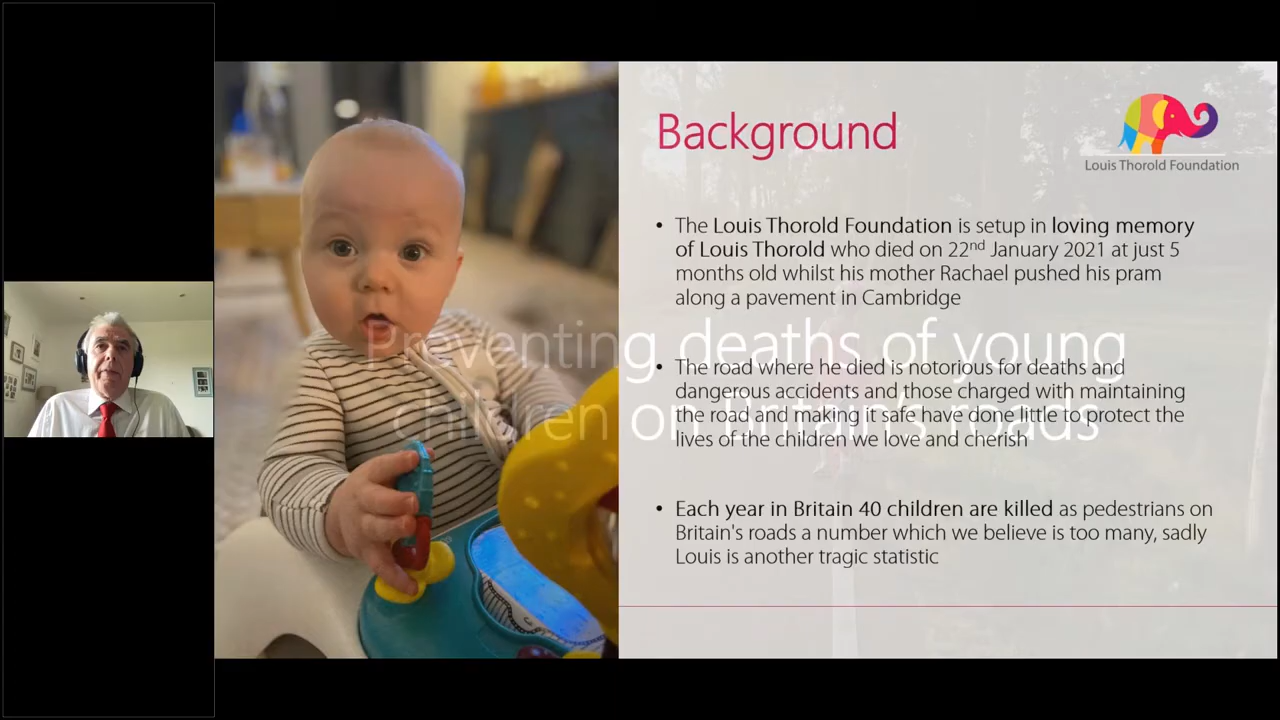 Background
Louis Thorold Foundation
• The Louis Thorold Foundation is setup in loving memory
of Louis Thorold who died on 22nd January 2021 at just 5
months old whilst his mother Rachael pushed his pram
along a pavement in Cambridge
Preventing deaths of young
children on Britain's roads
• The road where he died is notorious for deaths and
dangerous accidents and those charged with maintaining
the road and making it safe have done little to protect the
lives of the children we love and cherish
• Each year in Britain 40 children are killed as pedestrians on
Britain's roads a number which we believe is too many, sadly
Louis is another tragic statistic